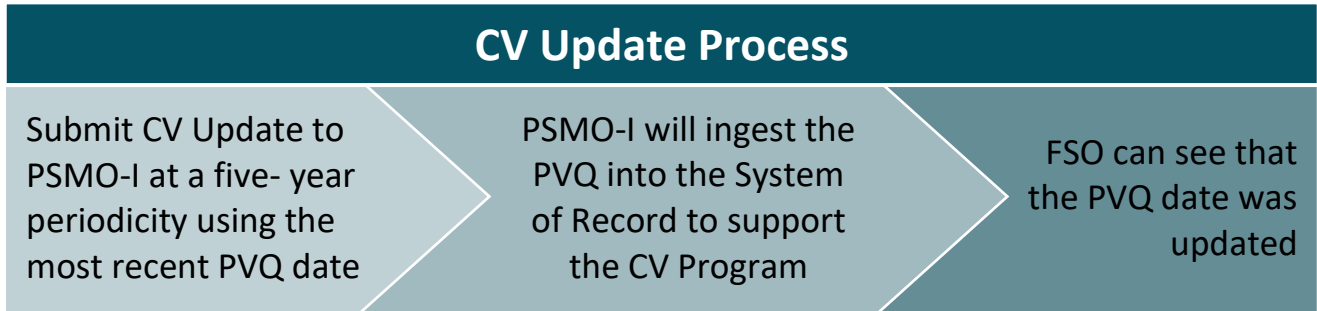 CV Update Process
Submit CV Update to
PSMO-I at a five- year
periodicity using the
most recent PVQ date
PSMO-I will ingest the
PVQ into the System
of Record to support
the CV Program
FSO can see that
the PVQ date was
updated